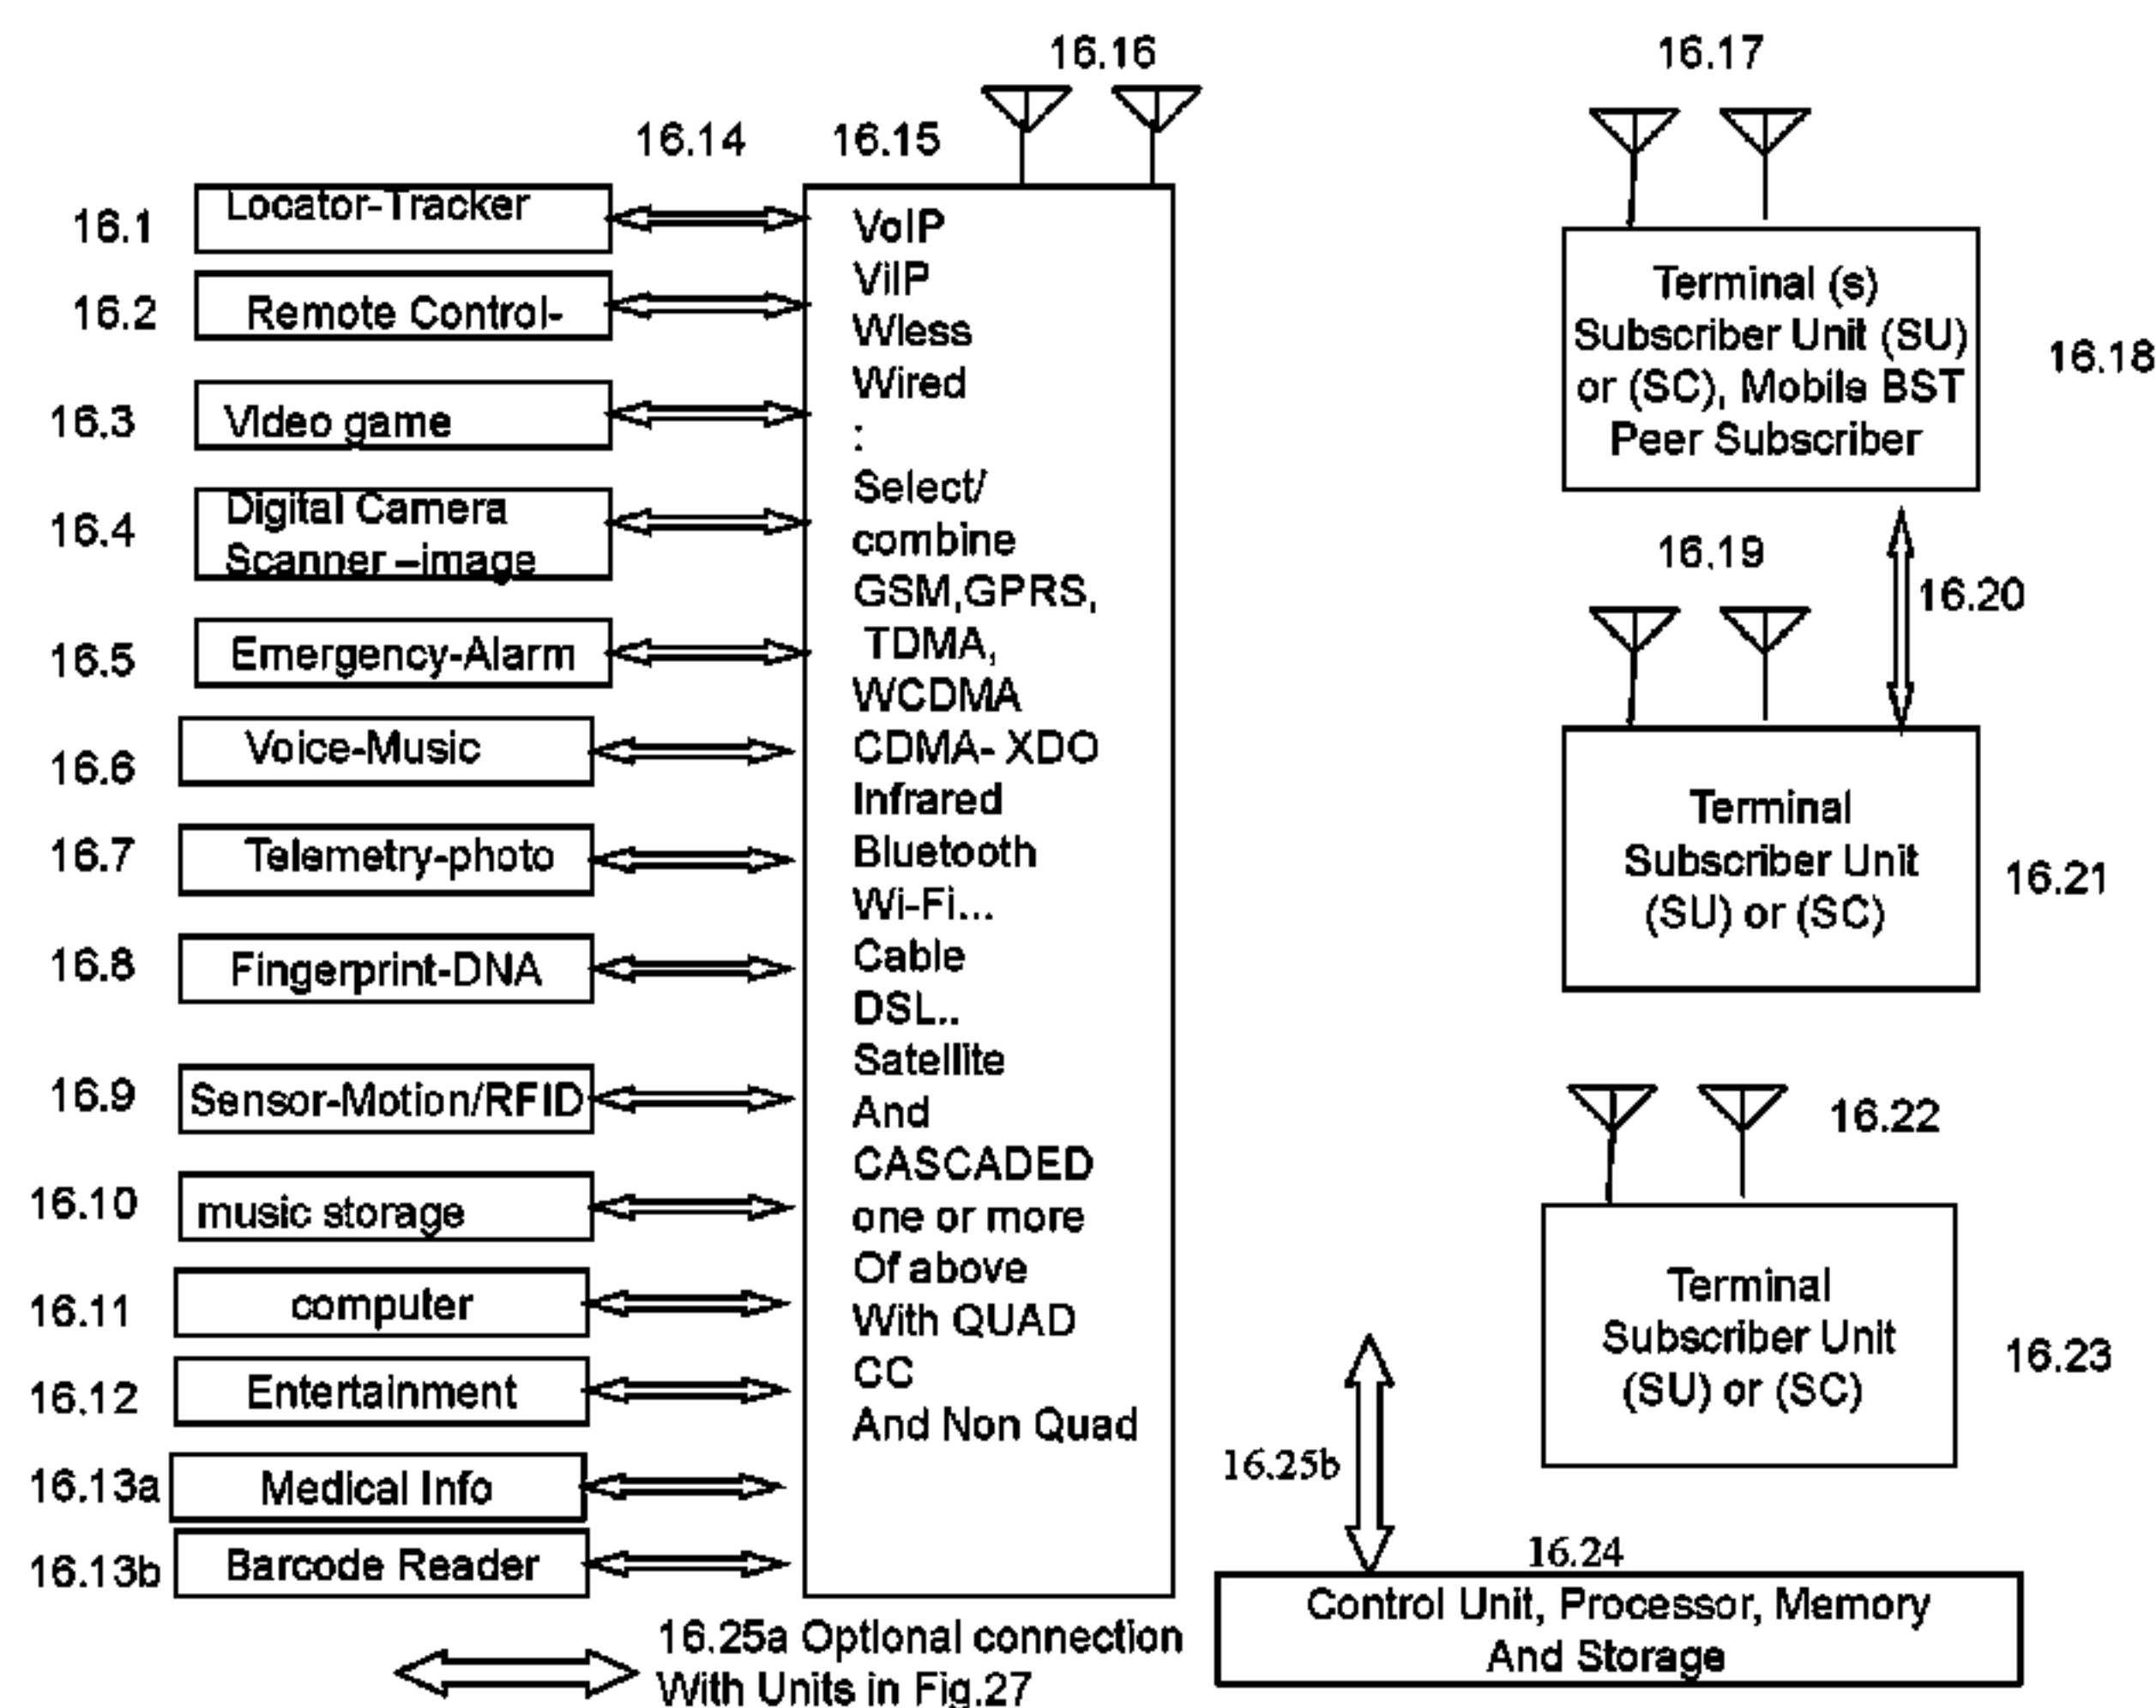 16.16
16.17
16.14
16.15
16.1
Locator-Tracker
16.2
Remote Control-
16.3
Video game
16.4
Digital Camera
Scanner –image
16.5
Emergency-Alarm
16.6
Voice-Music
16.7
Telemetry-photo
16.8
Fingerprint-DNA
16.9
Sensor-Motion/RFID
16.10
music storage
16.11
computer
16.12
Entertainment
16.13a
Medical Info
16.13b
Barcode Reader
VoIP
ViIP
Wless
Wired
:
Select/
combine
GSM,GPRS,
TDMA,
WCDMA
CDMA- XDO
Infrared
Bluetooth
Wi-Fi...
Cable
DSL..
Satellite
And
CASCADED
one or more
Of above
With QUAD
CC
And Non Quad
Terminal (s)
Subscriber Unit (SU)
or (SC), Mobile BST
Peer Subscriber
16.18
16.19
16.20
Terminal
Subscriber Unit
(SU) or (SC)
16.21
16.22
Terminal
Subscriber Unit
(SU) or (SC)
16.23
16.25b
16.24
Control Unit, Processor, Memory
And Storage
16.25a Optional connection
With Units in Fig.27